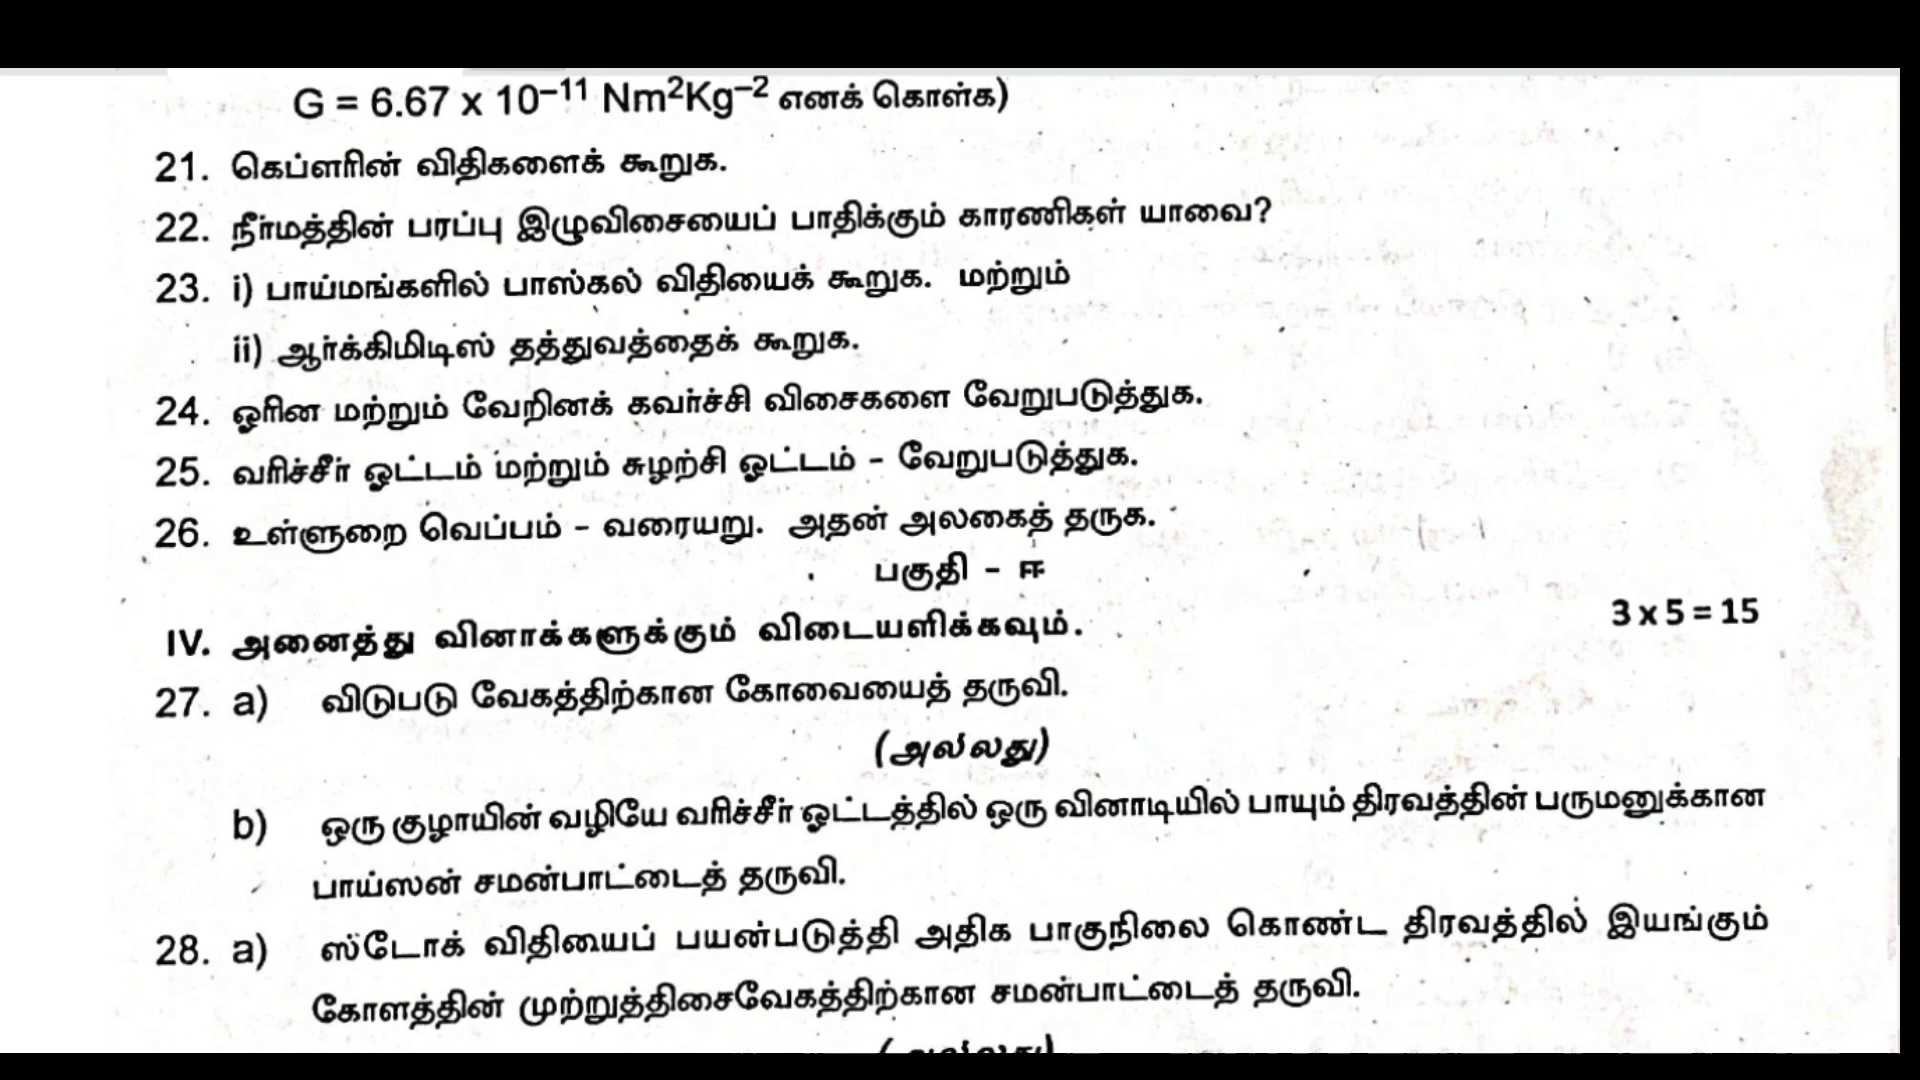 G = 6.67 x 10⁻¹¹ Nm²Kg⁻² எனக் கொள்க)
21. கெப்ளரின் விதிகளைக் கூறுக.
22. நீர்மத்தின் பரப்பு இழுவிசையைப் பாதிக்கும் காரணிகள் யாவை?
23. i) பாய்மங்களில் பாஸ்கல் விதியைக் கூறுக. மற்றும்
ii) ஆர்க்கிமிடிஸ் தத்துவத்தைக் கூறுக.
24. ஓரின மற்றும் வேறினக் கவர்ச்சி விசைகளை வேறுபடுத்துக.
25. வரிச்சீர் ஓட்டம் மற்றும் சுழற்சி ஓட்டம் – வேறுபடுத்துக.
26. உள்ளுறை வெப்பம் – வரையறு. அதன் அலகைத் தருக.
பகுதி – ஈ
IV. அனைத்து வினாக்களுக்கும் விடையளிக்கவும். 3 x 5 = 15
27. a) விடுபடு வேகத்திற்கான கோவையைத் தருவி.
(அல்லது)
b) ஒரு குழாயின் வழியே வரிச்சீர் ஓட்டத்தில் ஒரு வினாடியில் பாயும் திரவத்தின் பருமனுக்கான
பாய்ஸன் சமன்பாட்டைத் தருவி.
28. a) ஸ்டோக் விதியைப் பயன்படுத்தி அதிக பாகுநிலை கொண்ட திரவத்தில் இயங்கும்
கோளத்தின் முற்றுத்திசைவேகத்திற்கான சமன்பாட்டைத் தருவி.